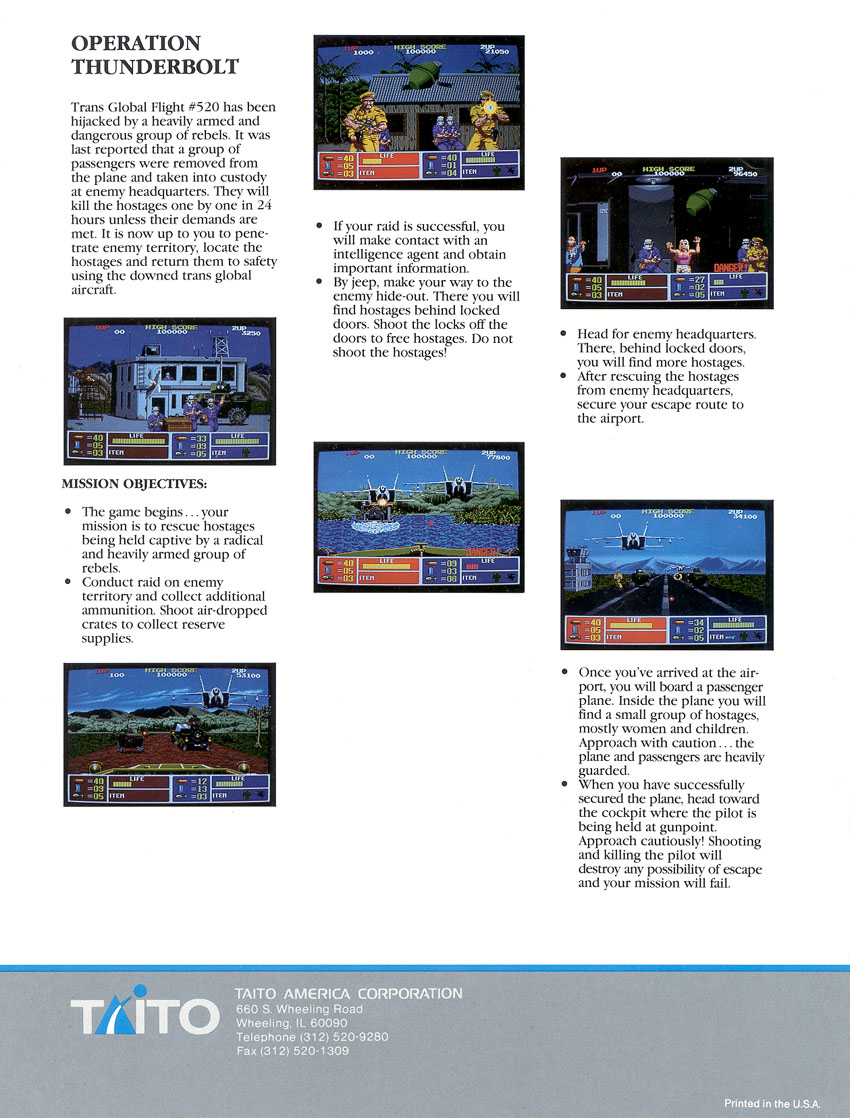 OPERATION
THUNDERBOLT
Trans Global Flight #520 has been
hijacked by a heavily armed and
dangerous group of rebels. It was
last reported that a group of
passengers were removed from
the plane and taken into custody
at enemy headquarters. They will
kill the hostages one by one in 24
hours unless their demands are
met. It is now up to you to pene-
trate enemy territory, locate the
hostages and return them to safety
using the downed trans global
aircraft.
1UP HIGH SCORE 2UP
00 100000 3250
=40 LIFE =33 LIFE
=05 =09
=03 ITEM =05 ITEM
MISSION OBJECTIVES:
• The game begins...your
mission is to rescue hostages
being held captive by a radical
and heavily armed group of
rebels.
• Conduct raid on enemy
territory and collect additional
ammunition. Shoot air-dropped
crates to collect reserve
supplies.
1UP HIGH SCORE 2UP
100 100000 53100
=40 LIFE =12 LIFE
=09 =13
=05 ITEM =03 ITEM
1UP HIGH SCORE 2UP
1000 100000 21050
=40 LIFE =40 LIFE
=05 =01
=03 ITEM =04 ITEM
• If your raid is successful, you
will make contact with an
intelligence agent and obtain
important information.
• By jeep, make your way to the
enemy hide-out. There you will
find hostages behind locked
doors. Shoot the locks off the
doors to free hostages. Do not
shoot the hostages!
1UP HIGH SCORE 2UP
00 100000 77800
DANGER!
=40 LIFE =09 LIFE
=05 =03
=03 ITEM =06 ITEM
1UP HIGH SCORE 2UP
00 100000 96450
DANGER!
=40 LIFE =27 LIFE
=05 =02
=03 ITEM =05 ITEM
• Head for enemy headquarters.
There, behind locked doors,
you will find more hostages.
• After rescuing the hostages
from enemy headquarters,
secure your escape route to
the airport.
1UP HIGH SCORE 2UP
00 100000 34100
=40 LIFE =34 LIFE
=05 =02
=03 ITEM =05 ITEM
• Once you've arrived at the air-
port, you will board a passenger
plane. Inside the plane you will
find a small group of hostages,
mostly women and children.
Approach with caution...the
plane and passengers are heavily
guarded.
• When you have successfully
secured the plane, head toward
the cockpit where the pilot is
being held at gunpoint.
Approach cautiously! Shooting
and killing the pilot will
destroy any possibility of escape
and your mission will fail.
TAITO
TAITO AMERICA CORPORATION
660 S. Wheeling Road
Wheeling, IL 60090
Telephone (312) 520-9280
Fax (312) 520-1309
Printed in the U.S.A.